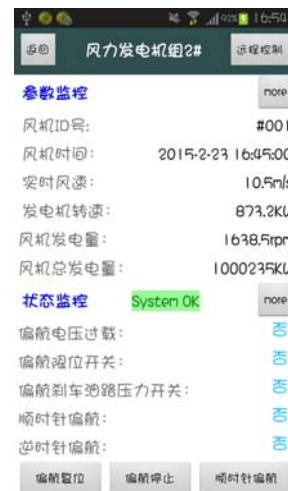 92% 16:54
返回 风力发电机组2# 远程控制
参数监控 more
风机ID号: #001
风机时间: 2015-2-23 16:45:00
实时风速: 10.5m/s
发电机转速: 873.2KU
风机发电量: 1638.5rpm
风机总发电量: 1000235KU
状态监控 System OK more
偏航电压过载: 否
偏航限位开关: 否
偏航刹车油路压力开关: 否
顺时针偏航: 否
逆时针偏航: 否
偏航复位 偏航停止 顺时针偏航